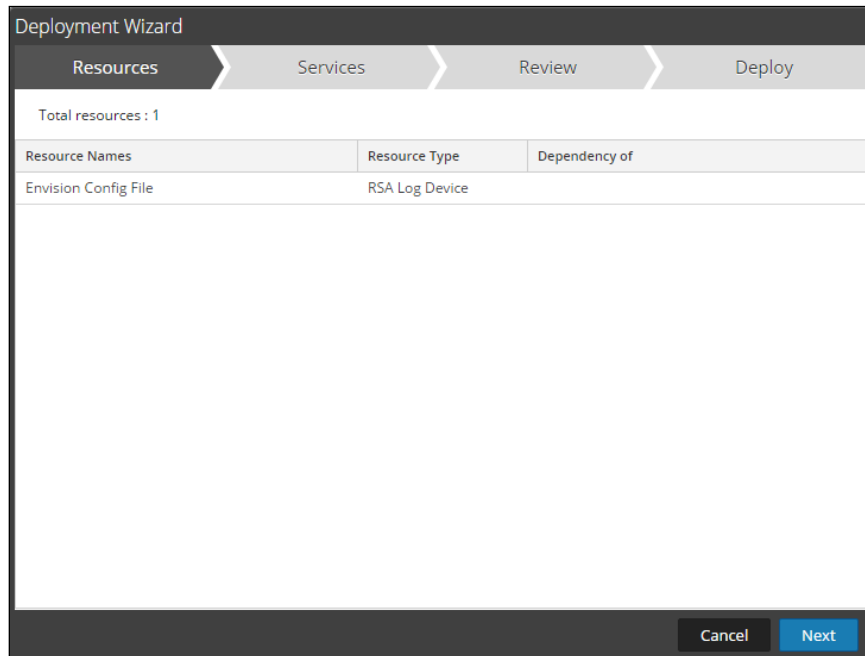 Deployment Wizard
Resources Services Review Deploy
Total resources : 1
Resource Names Resource Type Dependency of
Envision Config File RSA Log Device
Cancel Next